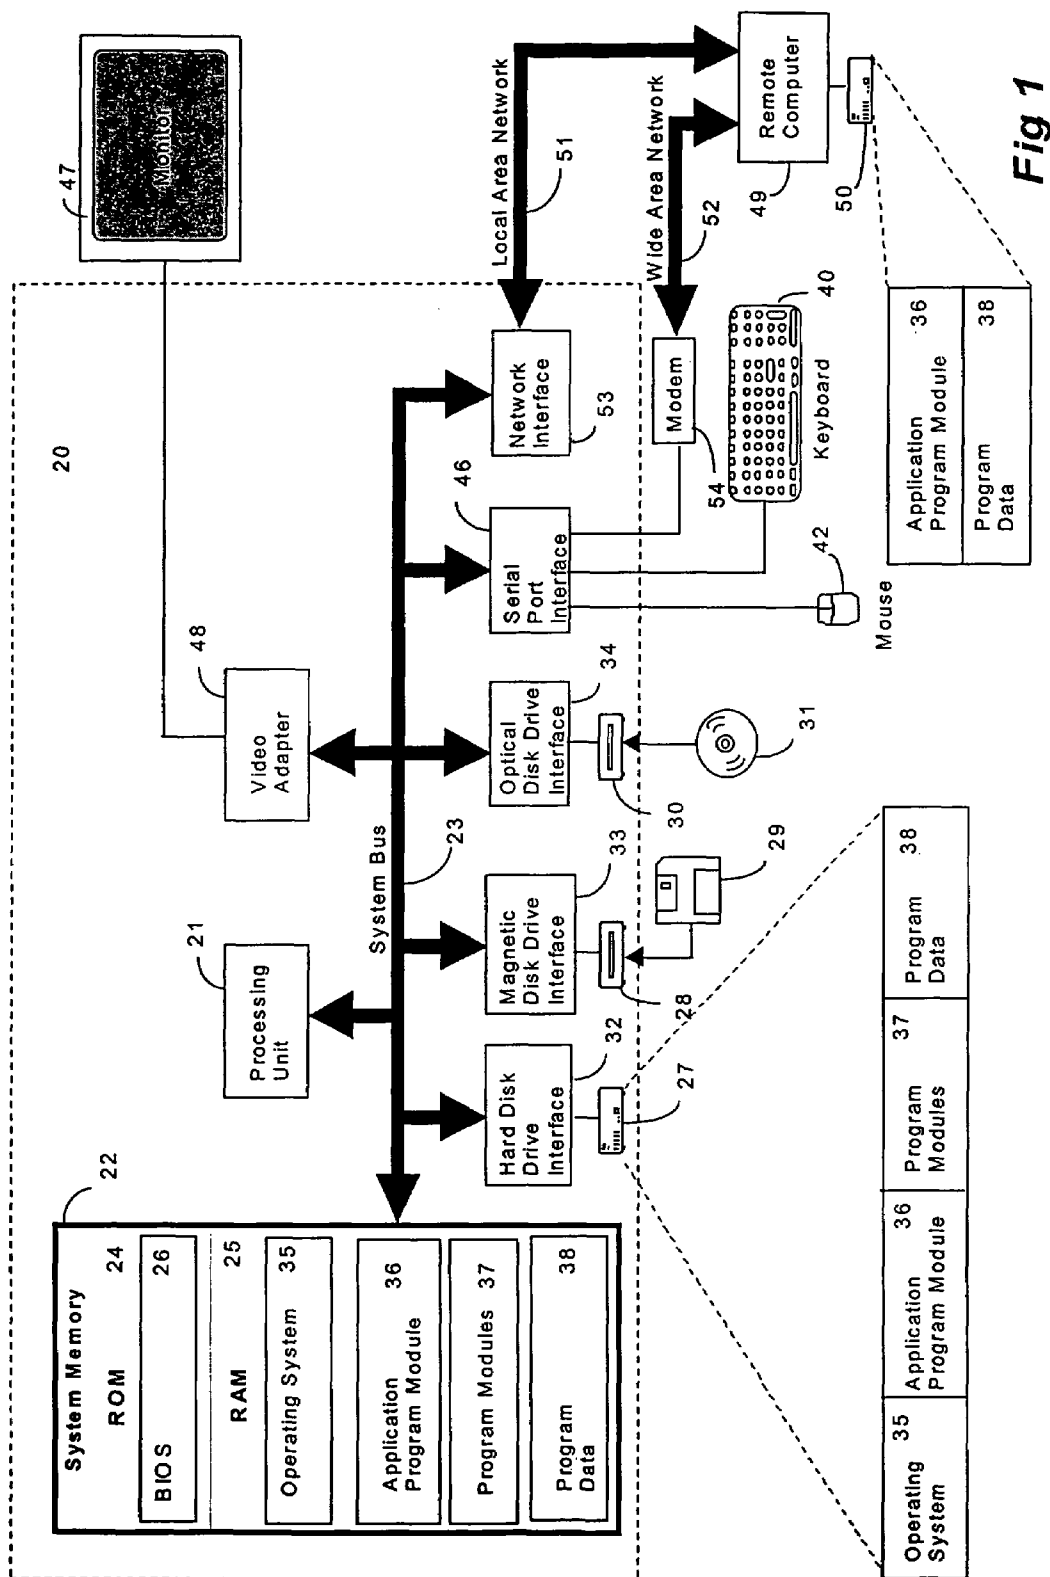 System Memory
22
ROM
24
BIOS
26
RAM
25
Operating System
35
Application
Program Module
36
Program Modules
37
Program
Data
38
20
Processing
Unit
21
Video
Adapter
48
47
Monitor
System Bus
23
Hard Disk
Drive
Interface
32
Magnetic
Disk Drive
Interface
33
Optical
Disk Drive
Interface
34
Serial
Port
Interface
46
Network
Interface
53
Local Area Network
51
27
28
29
30
31
Modem
54
Wide Area Network
52
Keyboard
40
Mouse
42
Remote
Computer
49
50
Operating
System
35
Application
Program Module
36
Program
Modules
37
Program
Data
38
Application
Program Module
36
Program
Data
38
Fig 1